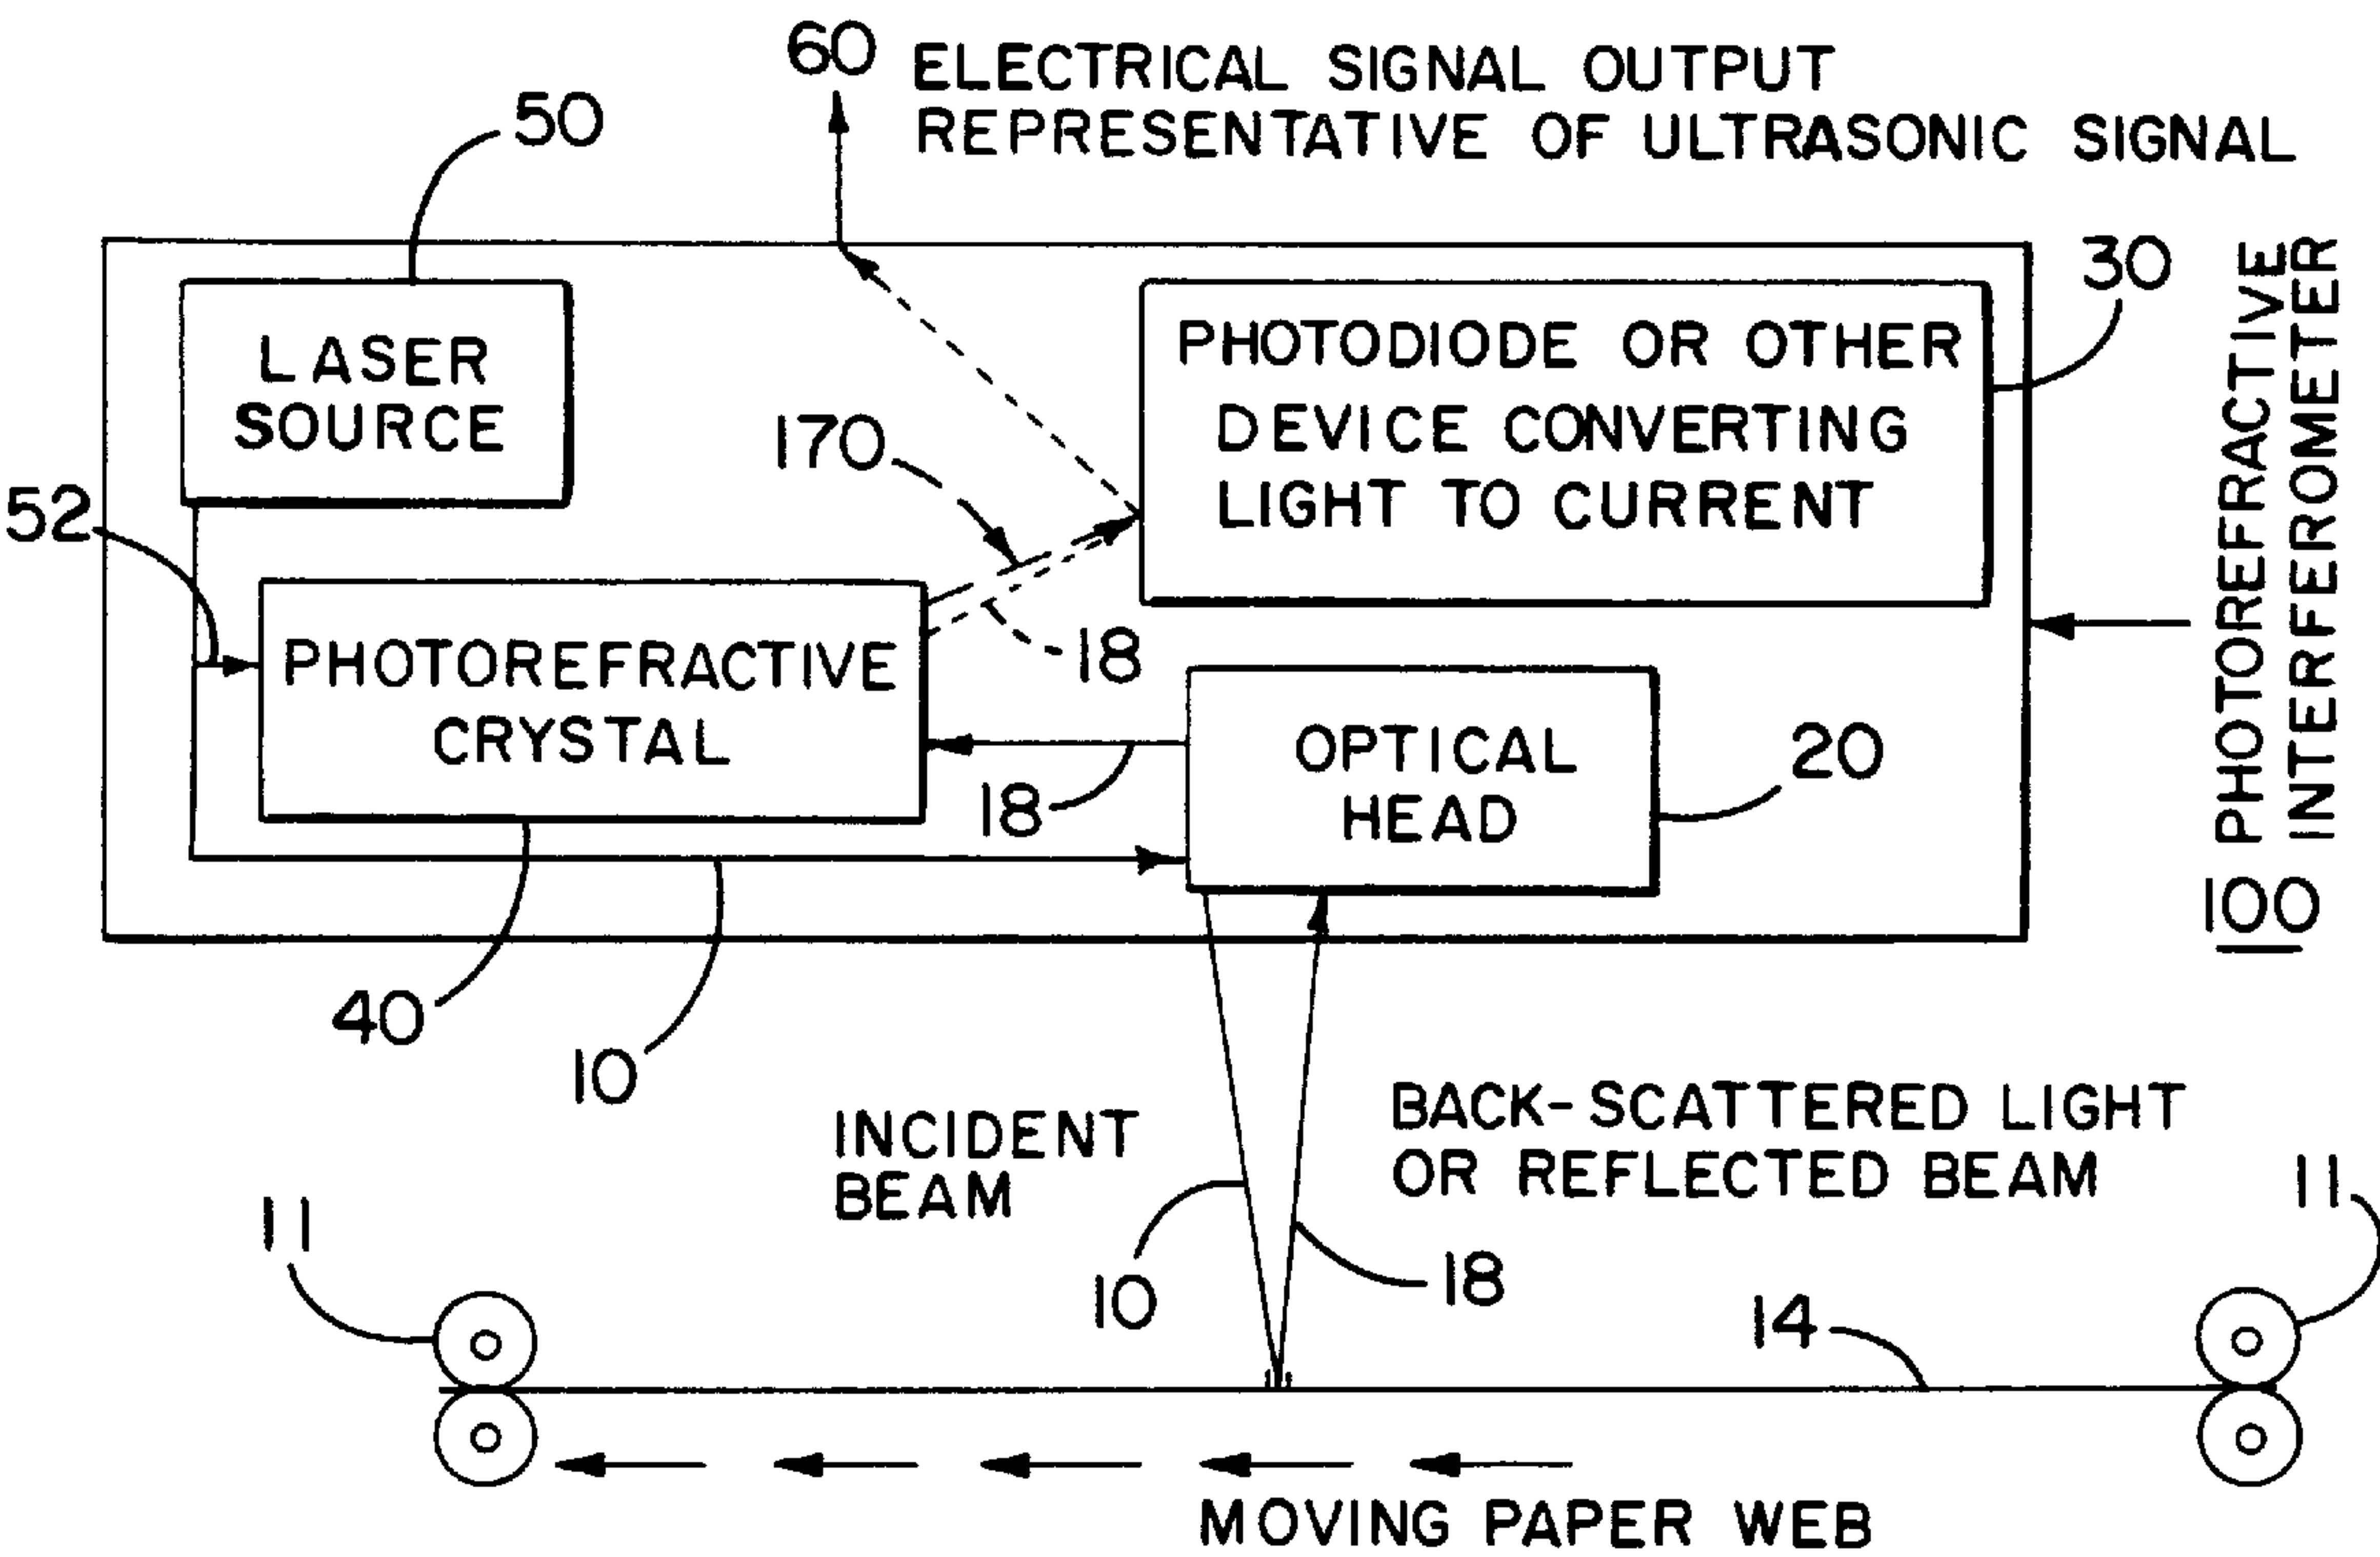 60 ELECTRICAL SIGNAL OUTPUT
REPRESENTATIVE OF ULTRASONIC SIGNAL
50
30
LASER
SOURCE
PHOTODIODE OR OTHER
DEVICE CONVERTING
LIGHT TO CURRENT
170
52
18
PHOTOREFRACTIVE
CRYSTAL
18
OPTICAL
HEAD
20
100 PHOTOREFRACTIVE
INTERFEROMETER
40
10
INCIDENT
BEAM
BACK-SCATTERED LIGHT
OR REFLECTED BEAM
11
11
10
18
14
MOVING PAPER WEB